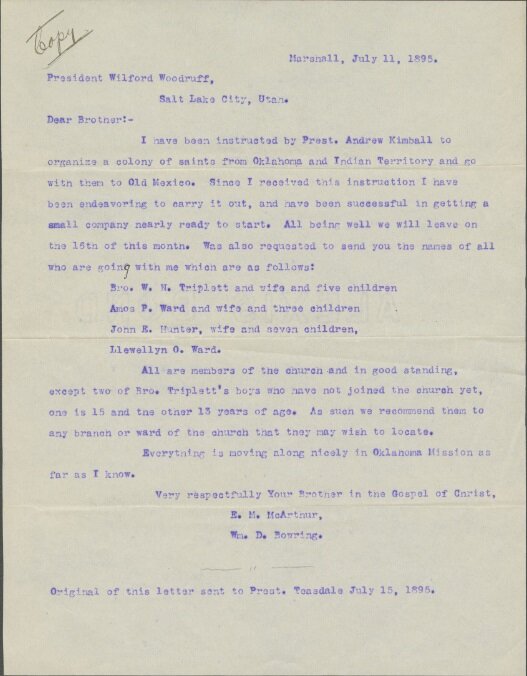 Copy
Marshall, July 11, 1895.
President Wilford Woodruff,
Salt Lake City, Utah.
Dear Brother:-
I have been instructed by Prest. Andrew Kimball to
organize a colony of saints from Oklahoma and Indian Territory and go
with them to Old Mexico. Since I received this instruction I have
been endeavoring to carry it out, and have been successful in getting a
small company nearly ready to start. All being well we will leave on
the 16th of this month. Was also requested to send you the names of all
who are going with me which are as follows:
Bro. W. H. Triplett and wife and five children
Amos P. Ward and wife and three children
John E. Hunter, wife and seven children,
Llewellyn O. Ward.
All are members of the church and in good standing,
except two of Bro. Triplett's boys who have not joined the church yet,
one is 15 and the other 13 years of age. As such we recommend them to
any branch or ward of the church that they may wish to locate.
Everything is moving along nicely in Oklahoma Mission as
far as I know.
Very respectfully Your Brother in the Gospel of Christ,
E. M. McArthur,
Wm. D. Bowring.
Original of this letter sent to Prest. Teasdale July 15, 1895.